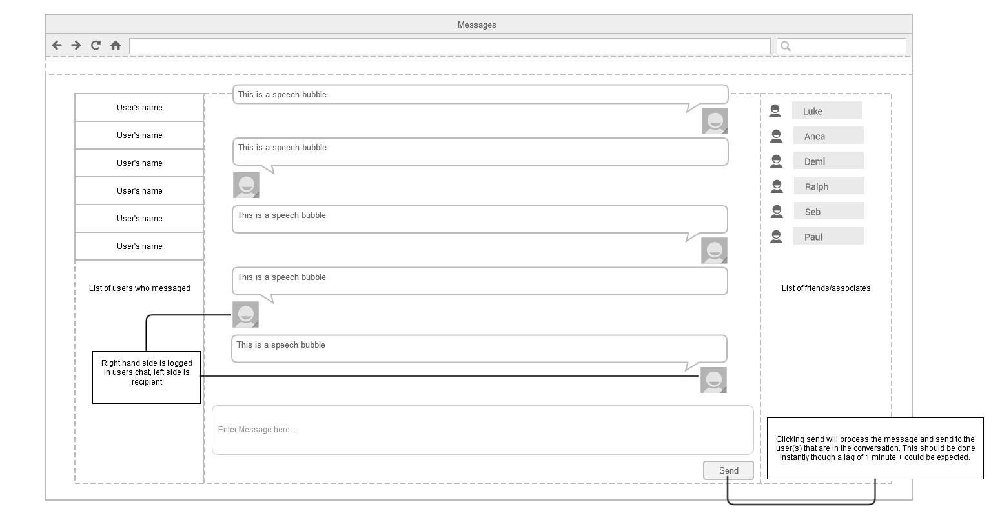 Messages
User's name
User's name
User's name
User's name
User's name
User's name
List of users who messaged
Right hand side is logged
in users chat, left side is
recipient
This is a speech bubble
This is a speech bubble
This is a speech bubble
This is a speech bubble
This is a speech bubble
Enter Message here...
Send
Luke
Anca
Demi
Ralph
Seb
Paul
List of friends/associates
Clicking send will process the message and send to the
user(s) that are in the conversation. This should be done
instantly though a lag of 1 minute + could be expected.